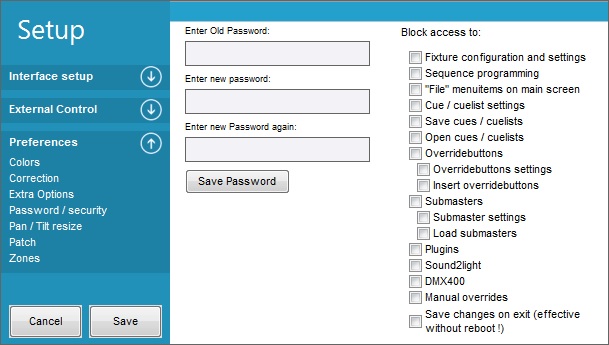 Setup
Interface setup
External Control
Preferences
Colors
Correction
Extra Options
Password / security
Pan / Tilt resize
Patch
Zones
Cancel
Save
Enter Old Password:
Enter new password:
Enter new Password again:
Save Password
Block access to:
Fixture configuration and settings
Sequence programming
"File" menuitems on main screen
Cue / cuelist settings
Save cues / cuelists
Open cues / cuelists
Overridebuttons
Overridebuttons settings
Insert overridebuttons
Submasters
Submaster settings
Load submasters
Plugins
Sound2light
DMX400
Manual overrides
Save changes on exit (effective
without reboot !)